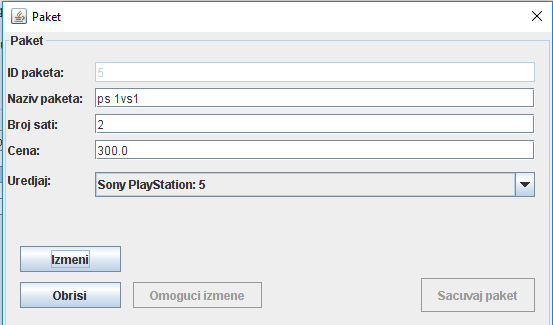 Paket
Paket
ID paketa: 5
Naziv paketa: ps 1vs1
Broj sati: 2
Cena: 300.0
Uredjaj: Sony PlayStation: 5
Izmeni
Obrisi Omoguci izmene Sacuvaj paket